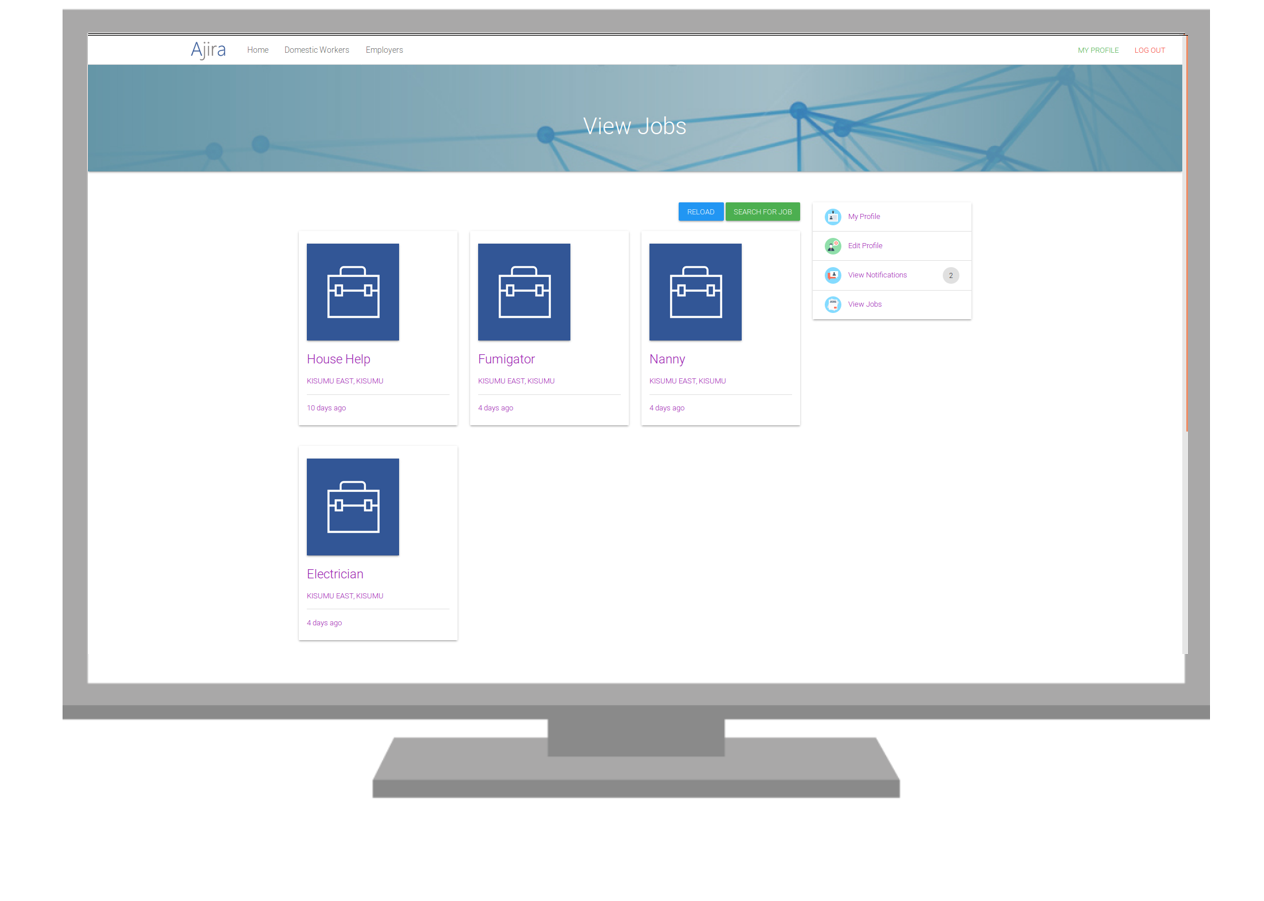 Ajira Home Domestic Workers Employers MY PROFILE LOG OUT
View Jobs
RELOAD SEARCH FOR JOB
My Profile
Edit Profile
View Notifications 2
View Jobs
House Help
KISUMU EAST, KISUMU
10 days ago
Fumigator
KISUMU EAST, KISUMU
4 days ago
Nanny
KISUMU EAST, KISUMU
4 days ago
Electrician
KISUMU EAST, KISUMU
4 days ago